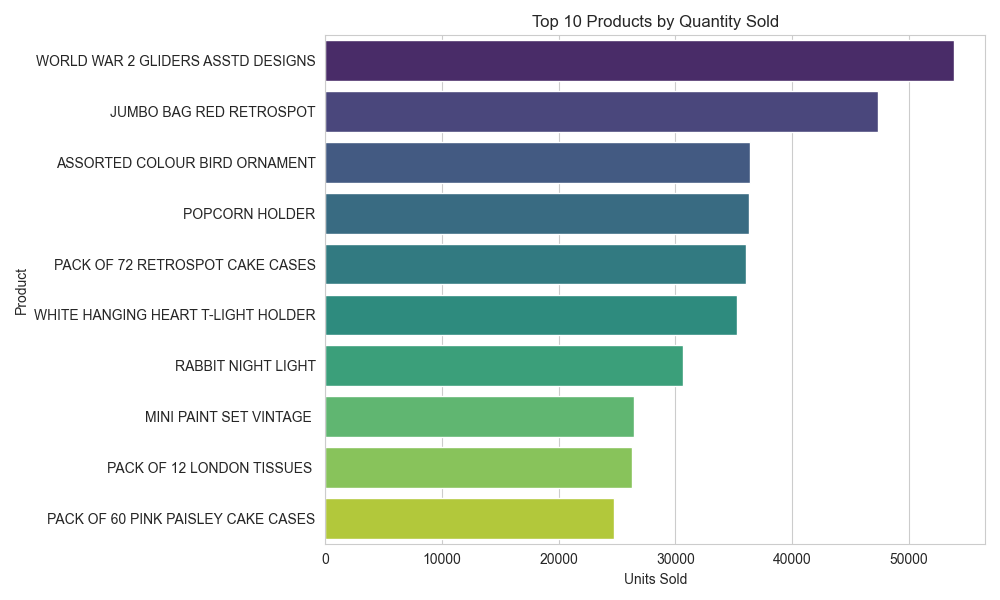 Top 10 Products by Quantity Sold
WORLD WAR 2 GLIDERS ASSTD DESIGNS
JUMBO BAG RED RETROSPOT
ASSORTED COLOUR BIRD ORNAMENT
POPCORN HOLDER
PACK OF 72 RETROSPOT CAKE CASES
WHITE HANGING HEART T-LIGHT HOLDER
RABBIT NIGHT LIGHT
MINI PAINT SET VINTAGE
PACK OF 12 LONDON TISSUES
PACK OF 60 PINK PAISLEY CAKE CASES
Product
0 10000 20000 30000 40000 50000
Units Sold